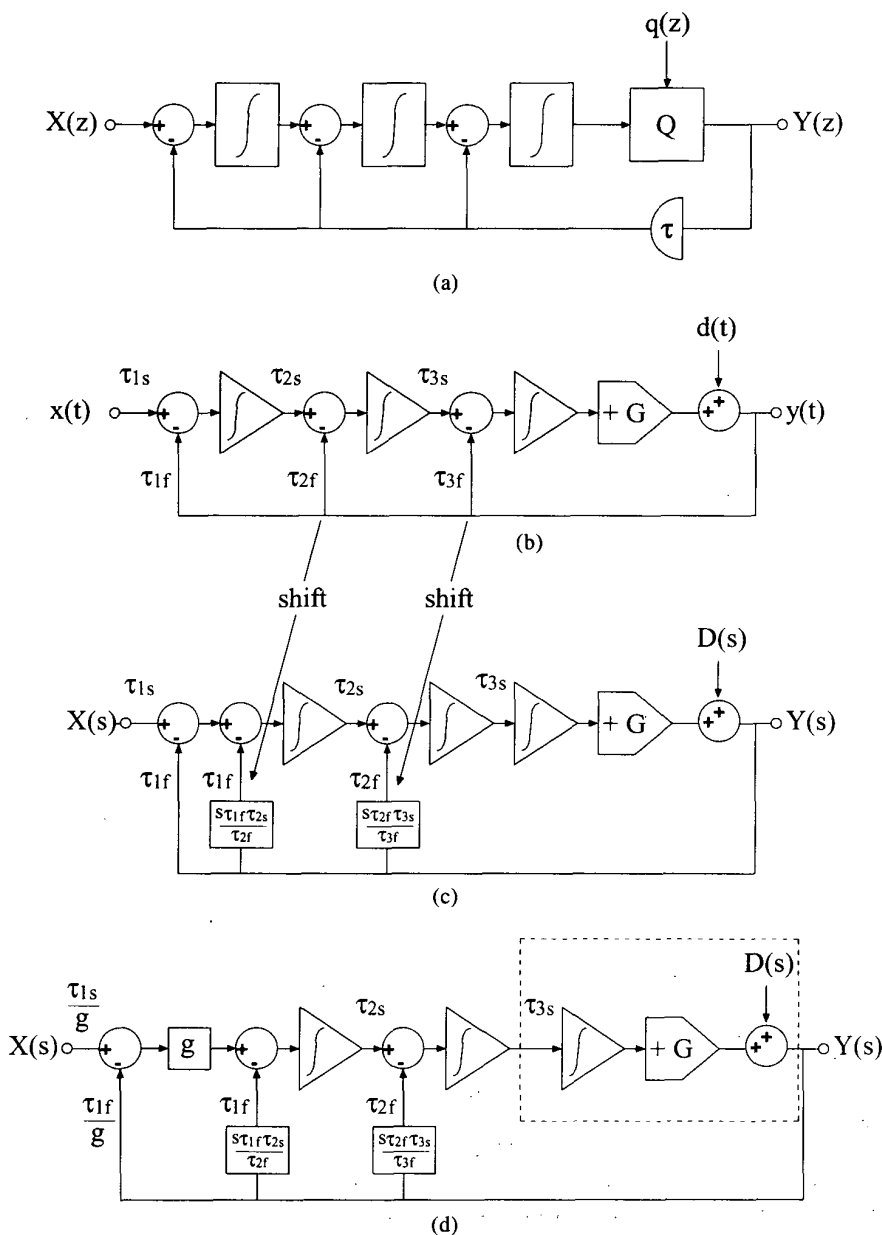 q(z)
X(z) + - ∫ + - ∫ + - ∫ Q Y(z)
τ
(a)
d(t)
τ1s τ2s τ3s
x(t) + - ∫ + - ∫ + - ∫ + G + + y(t)
τ1f τ2f τ3f
(b)
shift shift
D(s)
τ1s τ2s τ3s
X(s) + - - ∫ + - ∫ ∫ + G + + Y(s)
τ1f τ1f τ2f
sτ1fτ2s sτ2fτ3s
τ2f τ3f
(c)
D(s)
τ1s τ2s τ3s
g
X(s) + - g + - ∫ + - ∫ ∫ + G + + Y(s)
τ1f τ1f τ2f
g
sτ1fτ2s sτ2fτ3s
τ2f τ3f
(d)